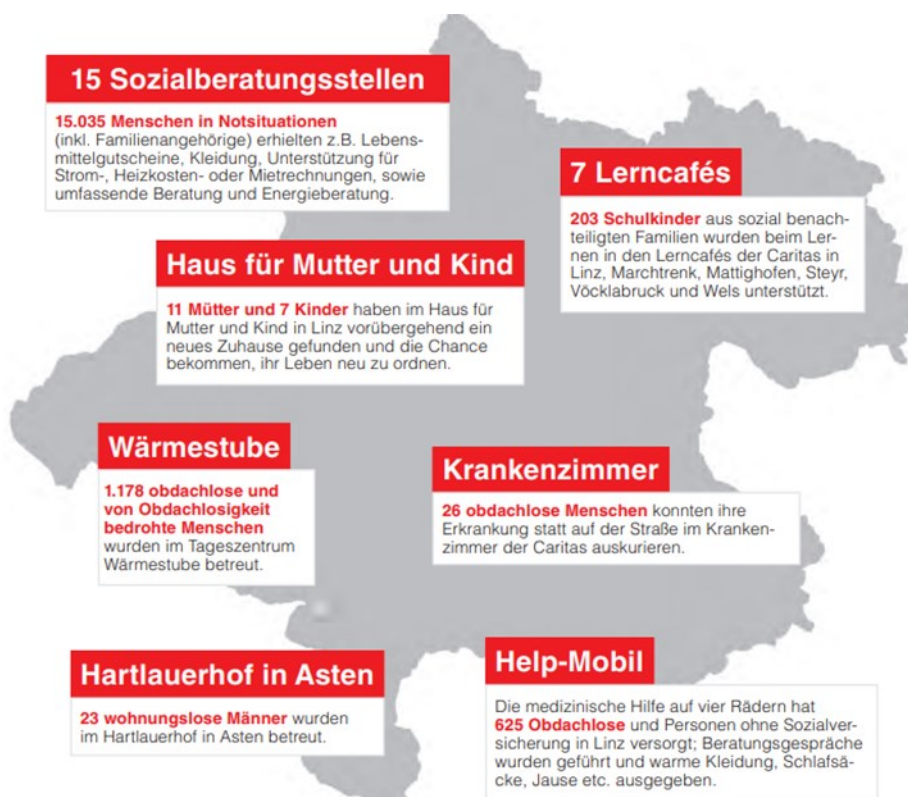 15 Sozialberatungsstellen
15.035 Menschen in Notsituationen
(inkl. Familienangehörige) erhielten z.B. Lebens-
mittelgutscheine, Kleidung, Unterstützung für
Strom-, Heizkosten- oder Mietrechnungen, sowie
umfassende Beratung und Energieberatung.
7 Lerncafés
203 Schulkinder aus sozial benach-
teiligten Familien wurden beim Ler-
nen in den Lerncafés der Caritas in
Linz, Marchtrenk, Mattighofen, Steyr,
Vöcklabruck und Wels unterstützt.
Haus für Mutter und Kind
11 Mütter und 7 Kinder haben im Haus für
Mutter und Kind in Linz vorübergehend ein
neues Zuhause gefunden und die Chance
bekommen, ihr Leben neu zu ordnen.
Wärmestube
1.178 obdachlose und
von Obdachlosigkeit
bedrohte Menschen
wurden im Tageszentrum
Wärmestube betreut.
Krankenzimmer
26 obdachlose Menschen konnten ihre
Erkrankung statt auf der Straße im Kranken-
zimmer der Caritas auskurieren.
Hartlauerhof in Asten
23 wohnungslose Männer wurden
im Hartlauerhof in Asten betreut.
Help-Mobil
Die medizinische Hilfe auf vier Rädern hat
625 Obdachlose und Personen ohne Sozialver-
sicherung in Linz versorgt; Beratungsgespräche
wurden geführt und warme Kleidung, Schlafsä-
cke, Jause etc. ausgegeben.